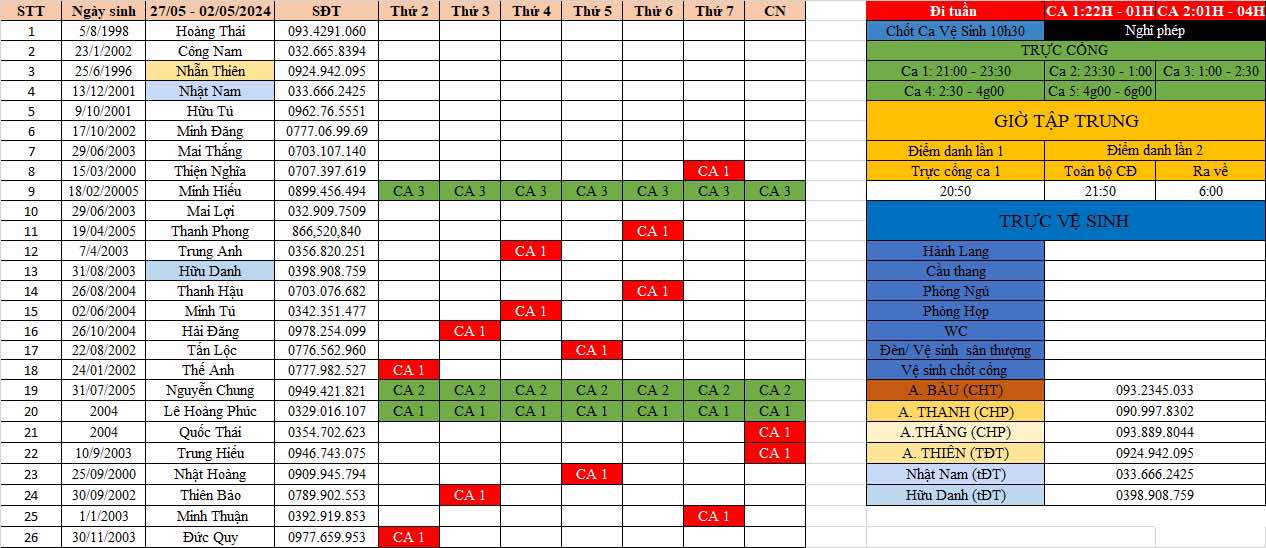 STT Ngày sinh 27/05 - 02/05/2024 SĐT Thứ 2 Thứ 3 Thứ 4 Thứ 5 Thứ 6 Thứ 7 CN Đi tuần CA 1:22H - 01H CA 2:01H - 04H
1 5/8/1998 Hoàng Thái 093.4291.060 Chốt Ca Vệ Sinh 10h30 Nghĩ phép
2 23/1/2002 Công Nam 032.665.8394 TRỰC CỔNG
3 25/6/1996 Nhẫn Thiên 0924.942.095 Ca 1: 21:00 - 23:30 Ca 2: 23:30 - 1:00 Ca 3: 1:00 - 2:30
4 13/12/2001 Nhật Nam 033.666.2425 Ca 4: 2:30 - 4g00 Ca 5: 4g00 - 6g00
5 9/10/2001 Hữu Tú 0962.76.5551
6 17/10/2002 Minh Đăng 0777.06.99.69 GIỜ TẬP TRUNG
7 29/06/2003 Mai Thắng 0703.107.140 Điểm danh lần 1 Điểm danh lần 2
8 15/03/2000 Thiện Nghĩa 0707.397.619 CA 1 Trực cổng ca 1 Toàn bộ CĐ Ra về
9 18/02/20005 Minh Hiếu 0899.456.494 CA 3 CA 3 CA 3 CA 3 CA 3 CA 3 CA 3 20:50 21:50 6:00
10 29/06/2003 Mai Lợi 032.909.7509
11 19/04/2005 Thanh Phong 866,520,840 CA 1 TRỰC VỆ SINH
12 7/4/2003 Trung Anh 0356.820.251 CA 1 Hành Lang
13 31/08/2003 Hữu Danh 0398.908.759 Cầu thang
14 26/08/2004 Thanh Hậu 0703.076.682 CA 1 Phòng Ngủ
15 02/06/2004 Minh Tú 0342.351.477 CA 1 Phòng Họp
16 26/10/2004 Hải Đăng 0978.254.099 CA 1 WC
17 22/08/2002 Tấn Lộc 0776.562.960 CA 1 Đèn/ Vệ sinh sân thượng
18 24/01/2002 Thế Anh 0777.982.527 CA 1 Vệ sinh chốt cổng
19 31/07/2005 Nguyễn Chung 0949.421.821 CA 2 CA 2 CA 2 CA 2 CA 2 CA 2 CA 2 A. BÀU (CHT) 093.2345.033
20 2004 Lê Hoàng Phúc 0329.016.107 CA 1 CA 1 CA 1 CA 1 CA 1 CA 1 CA 1 A. THANH (CHP) 090.997.8302
21 2004 Quốc Thái 0354.702.623 CA 1 A.THẮNG (CHP) 093.889.8044
22 10/9/2003 Trung Hiếu 0946.743.075 CA 1 A. THIÊN (TĐT) 0924.942.095
23 25/09/2000 Nhật Hoàng 0909.945.794 CA 1 Nhật Nam (tĐT) 033.666.2425
24 30/09/2002 Thiên Bảo 0789.902.553 CA 1 Hữu Danh (tĐT) 0398.908.759
25 1/1/2003 Minh Thuận 0392.919.853 CA 1
26 30/11/2003 Đức Quy 0977.659.953 CA 1